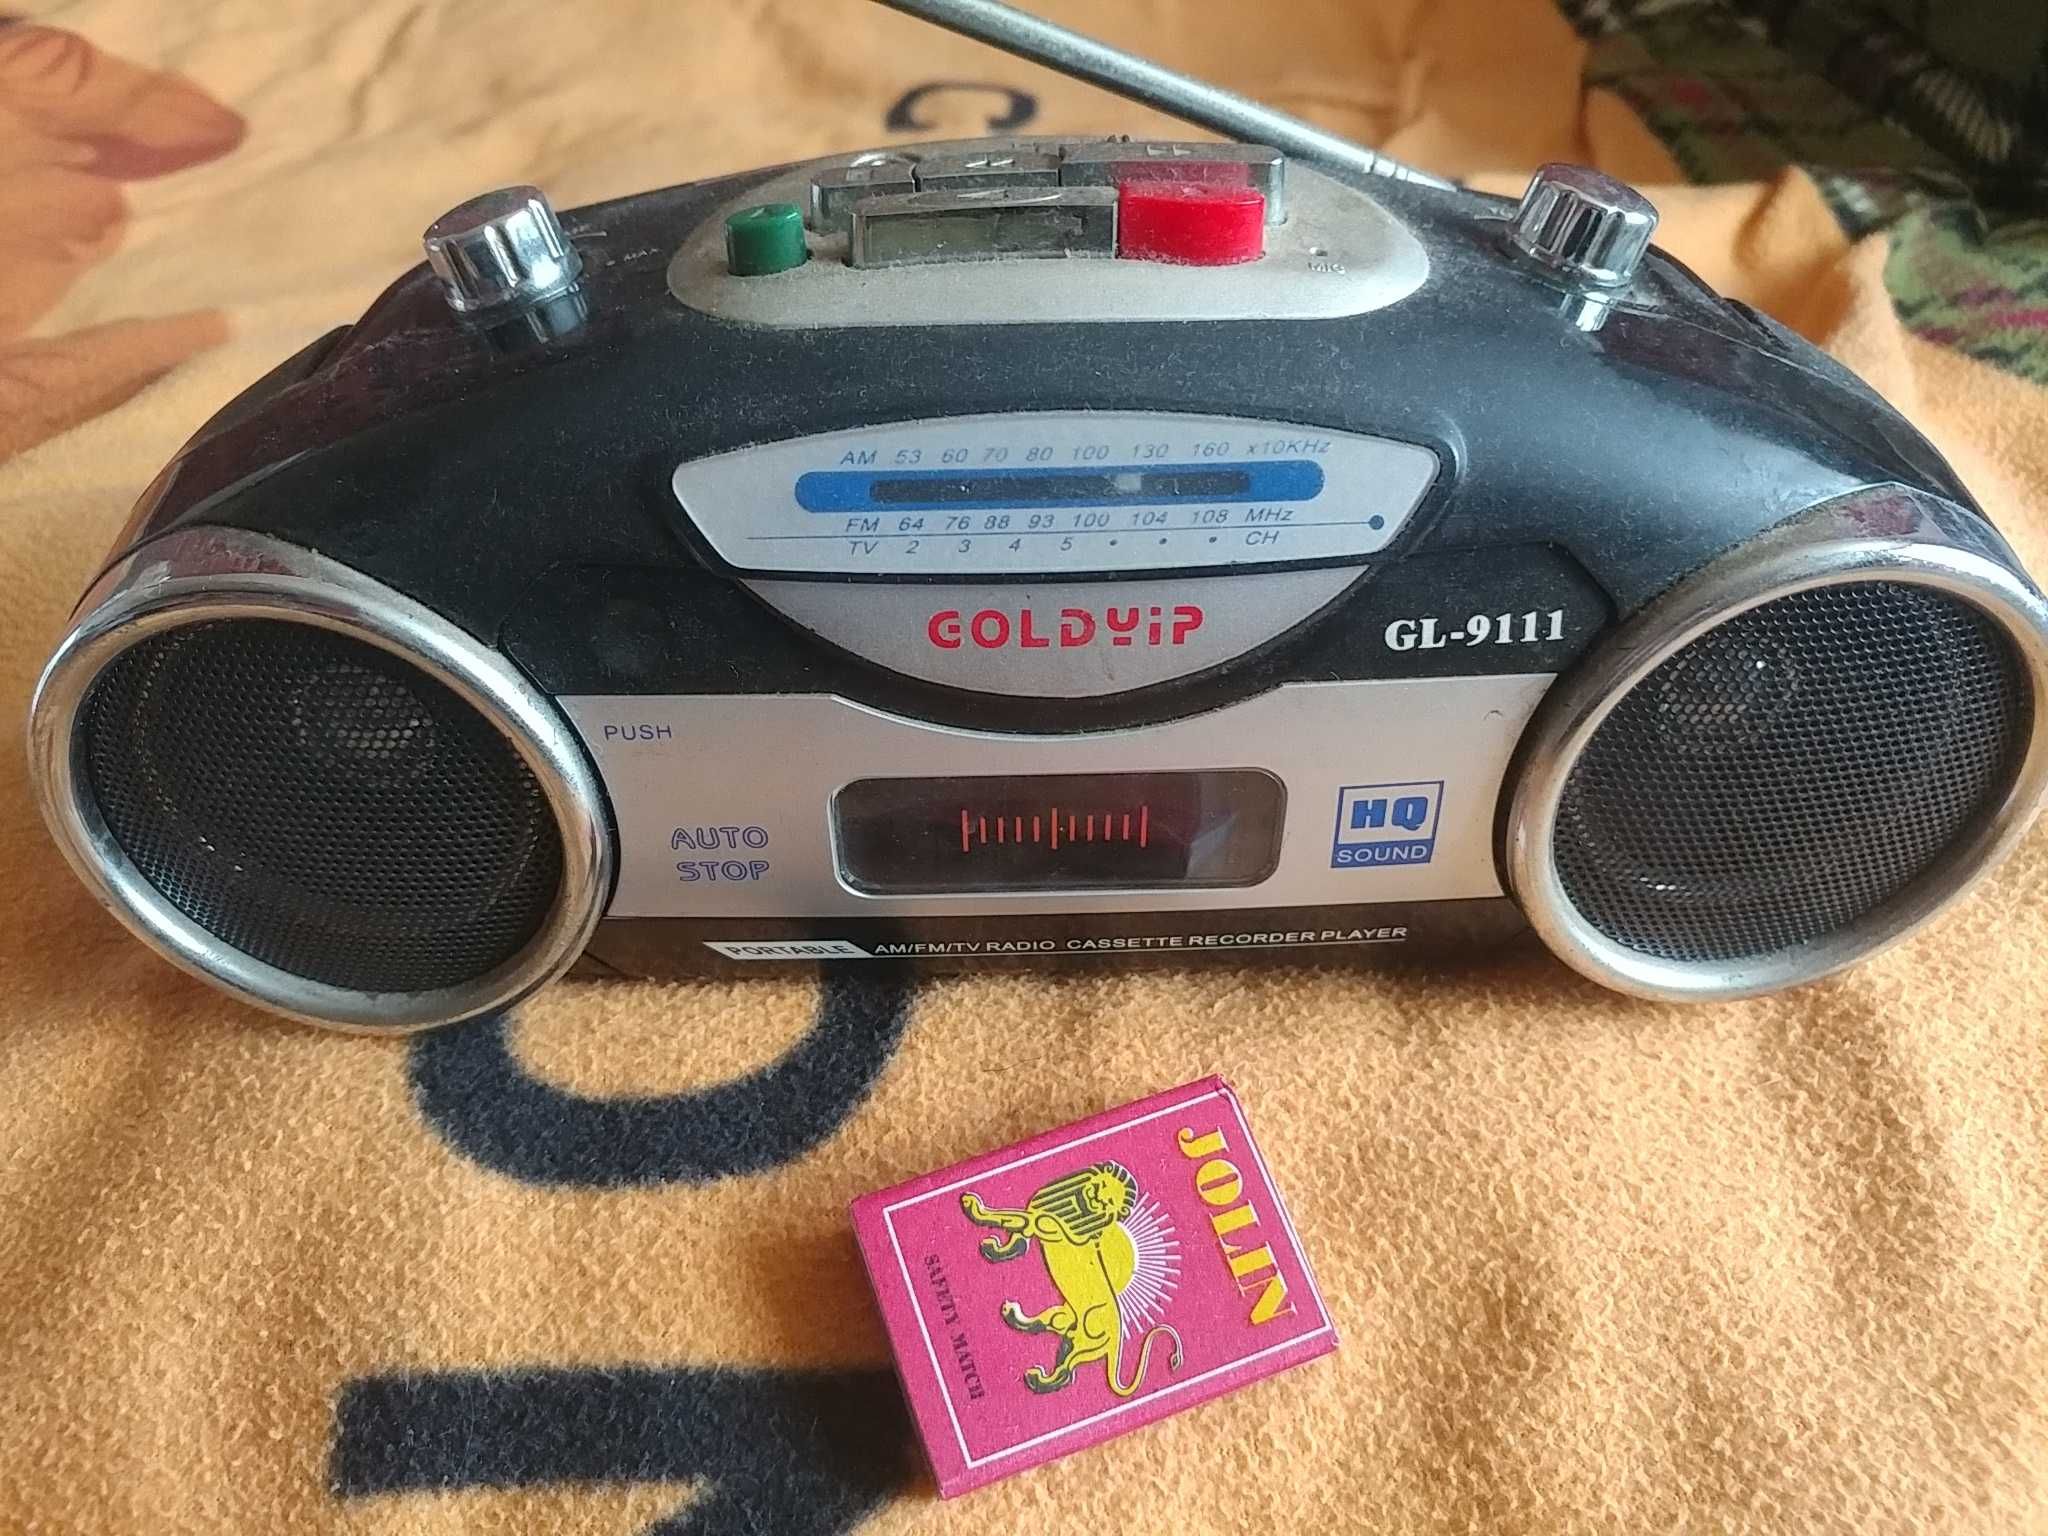 MAX
MIC
AM 53 60 70 80 100 130 160 x10KHz
FM 64 76 88 93 100 104 108 MHz
TV 2 3 4 5 • • • CH
GOLDYIP
GL-9111
PUSH
AUTO
STOP
HQ
SOUND
PORTABLE AM/FM/TV RADIO CASSETTE RECORDER PLAYER
JOLIN
SAFETY MATCH